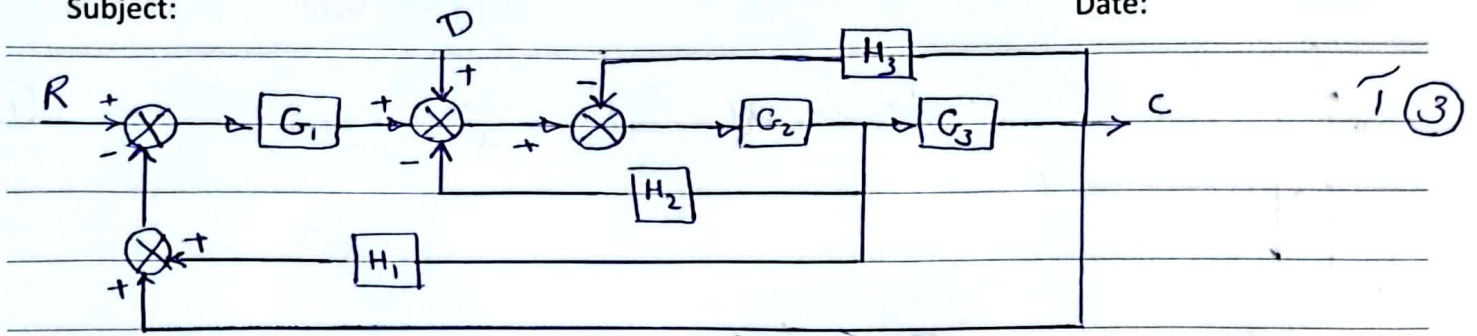 Subject:
Date:
D
H₃
R + G₁ + + - G₂ G₃ C
- - +
T ③
H₂
+ H₁
+